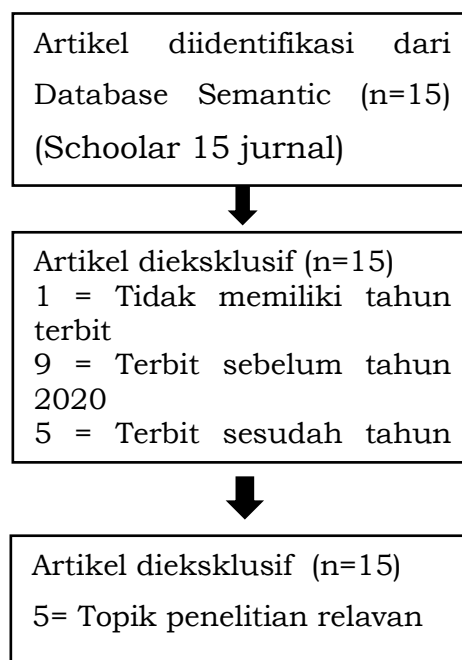 Artikel diidentifikasi dari
Database Semantic (n=15)
(Schoolar 15 jurnal)
Artikel dieksklusif (n=15)
1 = Tidak memiliki tahun
terbit
9 = Terbit sebelum tahun
2020
5 = Terbit sesudah tahun
Artikel dieksklusif (n=15)
5= Topik penelitian relavan